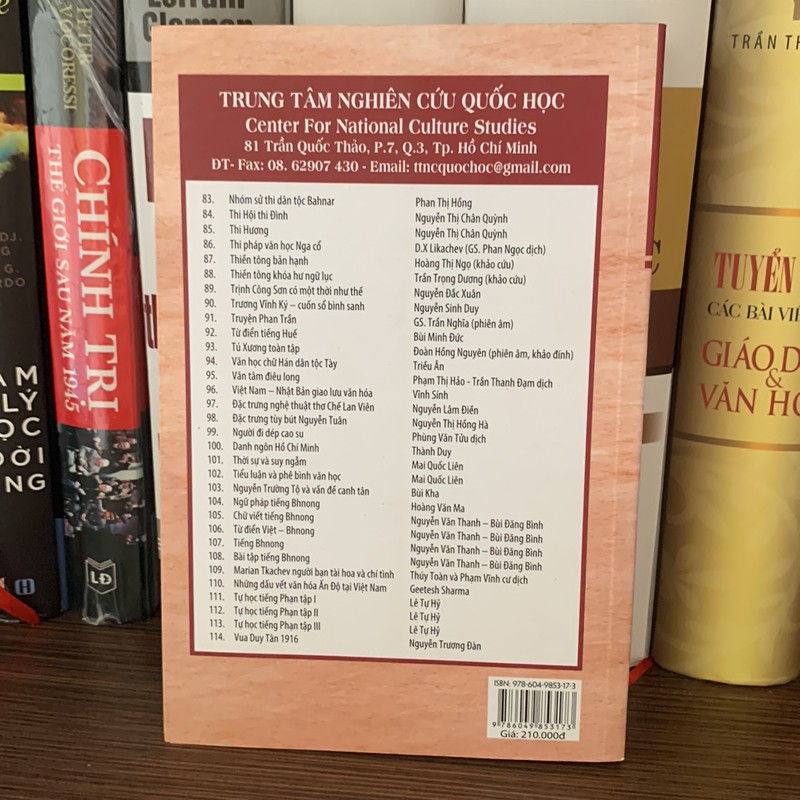 TRUNG TÂM NGHIÊN CỨU QUỐC HỌC
Center For National Culture Studies
81 Trần Quốc Thảo, P.7, Q.3, Tp. Hồ Chí Minh
ĐT- Fax: 08. 62907 430 - Email: ttncquochoc@gmail.com
83. Nhóm sử thi dân tộc Bahnar Phan Thị Hồng
84. Thi Hội thi Đình Nguyễn Thị Chân Quỳnh
85. Thi Hương Nguyễn Thị Chân Quỳnh
86. Thi pháp văn học Nga cổ D.X Likachev (GS. Phan Ngọc dịch)
87. Thiền tông bản hạnh Hoàng Thị Ngọ (khảo cứu)
88. Thiền tông khóa hư ngữ lục Trần Trọng Dương (khảo cứu)
89. Trịnh Công Sơn có một thời như thế Nguyễn Đắc Xuân
90. Trương Vĩnh Ký – cuốn sổ bình sanh Nguyễn Sinh Duy
91. Truyện Phan Trần GS. Trần Nghĩa (phiên âm)
92. Từ điển tiếng Huế Bùi Minh Đức
93. Tú Xương toàn tập Đoàn Hồng Nguyên (phiên âm, khảo đính)
94. Văn học chữ Hán dân tộc Tày Triều Ân
95. Văn tâm điêu long Phạm Thị Hảo - Trần Thanh Đạm dịch
96. Việt Nam – Nhật Bản giao lưu văn hóa Vĩnh Sính
97. Đặc trưng nghệ thuật thơ Chế Lan Viên Nguyễn Lâm Điền
98. Đặc trưng tùy bút Nguyễn Tuân Nguyễn Thị Hồng Hà
99. Người đi dép cao su Phùng Văn Tửu dịch
100. Danh ngôn Hồ Chí Minh Thành Duy
101. Thời sự và suy ngẫm Mai Quốc Liên
102. Tiểu luận và phê bình văn học Mai Quốc Liên
103. Nguyễn Trường Tộ và vấn đề canh tân Bùi Kha
104. Ngữ pháp tiếng Bhnong Hoàng Văn Ma
105. Chữ viết tiếng Bhnong Nguyễn Văn Thanh – Bùi Đăng Bình
106. Từ điển Việt – Bhnong Nguyễn Văn Thanh – Bùi Đăng Bình
107. Tiếng Bhnong Nguyễn Văn Thanh – Bùi Đăng Bình
108. Bài tập tiếng Bhnong Nguyễn Văn Thanh – Bùi Đăng Bình
109. Marian Tkachev người bạn tài hoa và chí tình Thúy Toàn và Phạm Vĩnh cư dịch
110. Những dấu vết văn hóa Ấn Độ tại Việt Nam Geetesh Sharma
111. Tự học tiếng Phạn tập I Lê Tự Hỷ
112. Tự học tiếng Phạn tập II Lê Tự Hỷ
113. Tự học tiếng Phạn tập III Lê Tự Hỷ
114. Vua Duy Tân 1916 Nguyễn Trương Đàn
ISBN: 978-604-9853-17-3
9 786049 853173
Giá: 210.000đ
PETER
CHÍNH TRỊ
THẾ GIỚI SAU NĂM 1945
LĐ
TRẦN TH
TUYỂN
CÁC BÀI VIẾ
GIÁO D
&
VĂN HÓ